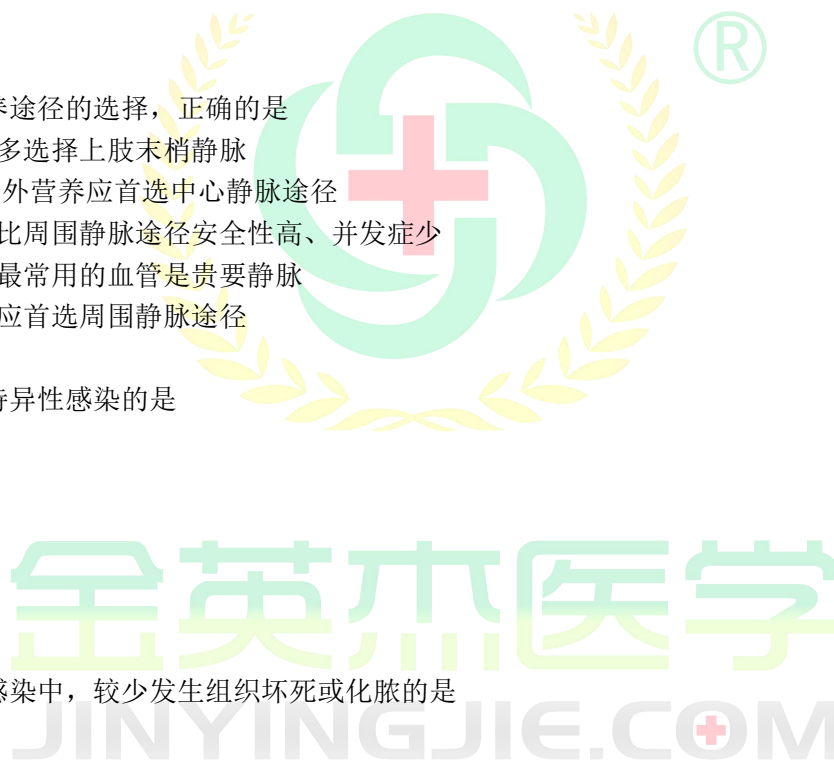 ®
养途径的选择，正确的是
多选择上肢末梢静脉
外营养应首选中心静脉途径
比周围静脉途径安全性高、并发症少
最常用的血管是贵要静脉
应首选周围静脉途径
特异性感染的是
金英杰医学
感染中，较少发生组织坏死或化脓的是
JINYINGJIE.COM